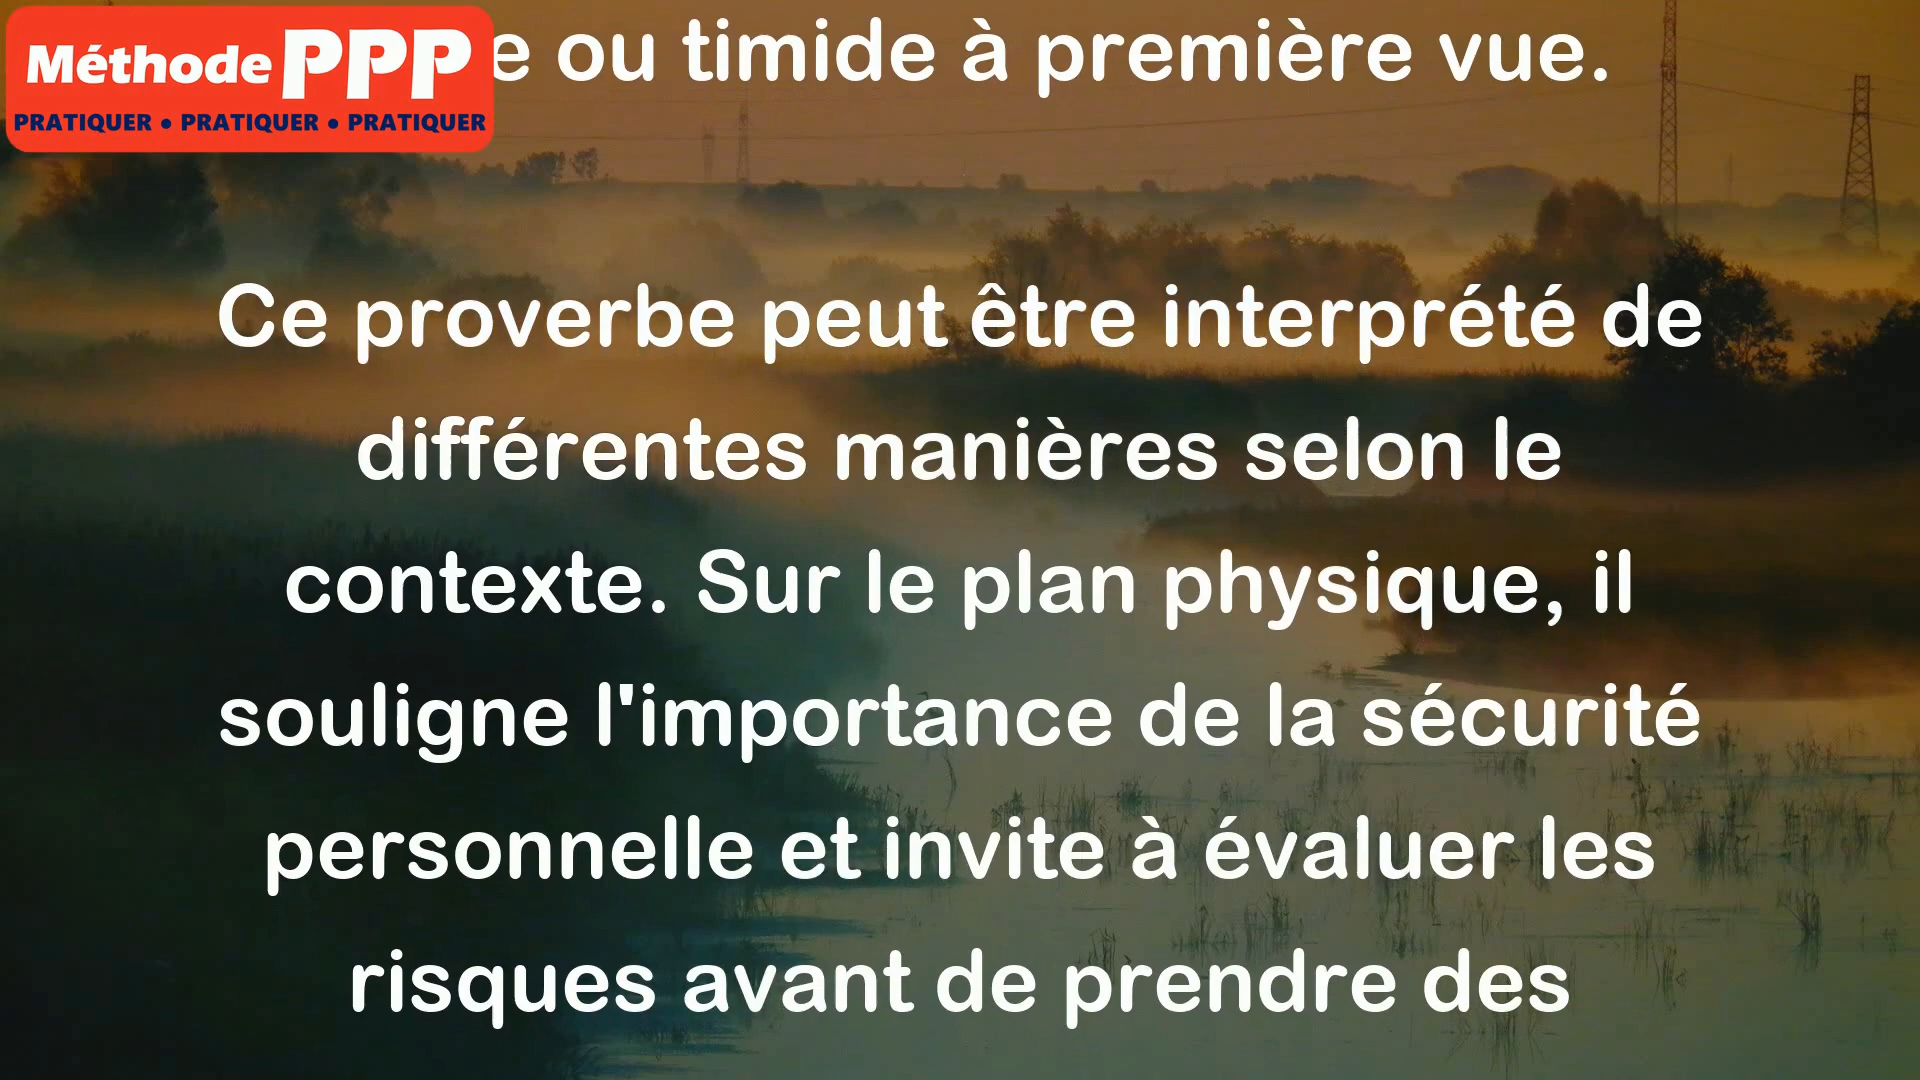 Méthode PPP
PRATIQUER • PRATIQUER • PRATIQUER
ou timide à première vue.
Ce proverbe peut être interprété de
différentes manières selon le
contexte. Sur le plan physique, il
souligne l'importance de la sécurité
personnelle et invite à évaluer les
risques avant de prendre des